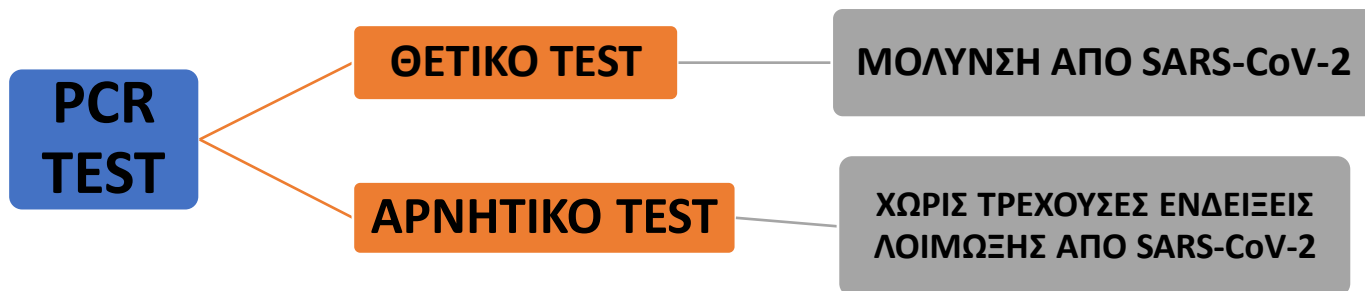 PCR
TEST
ΘΕΤΙΚΟ TEST
ΜΟΛΥΝΣΗ ΑΠΟ SARS-CoV-2
ΑΡΝΗΤΙΚΟ TEST
ΧΩΡΙΣ ΤΡΕΧΟΥΣΕΣ ΕΝΔΕΙΞΕΙΣ
ΛΟΙΜΩΞΗΣ ΑΠΟ SARS-CoV-2